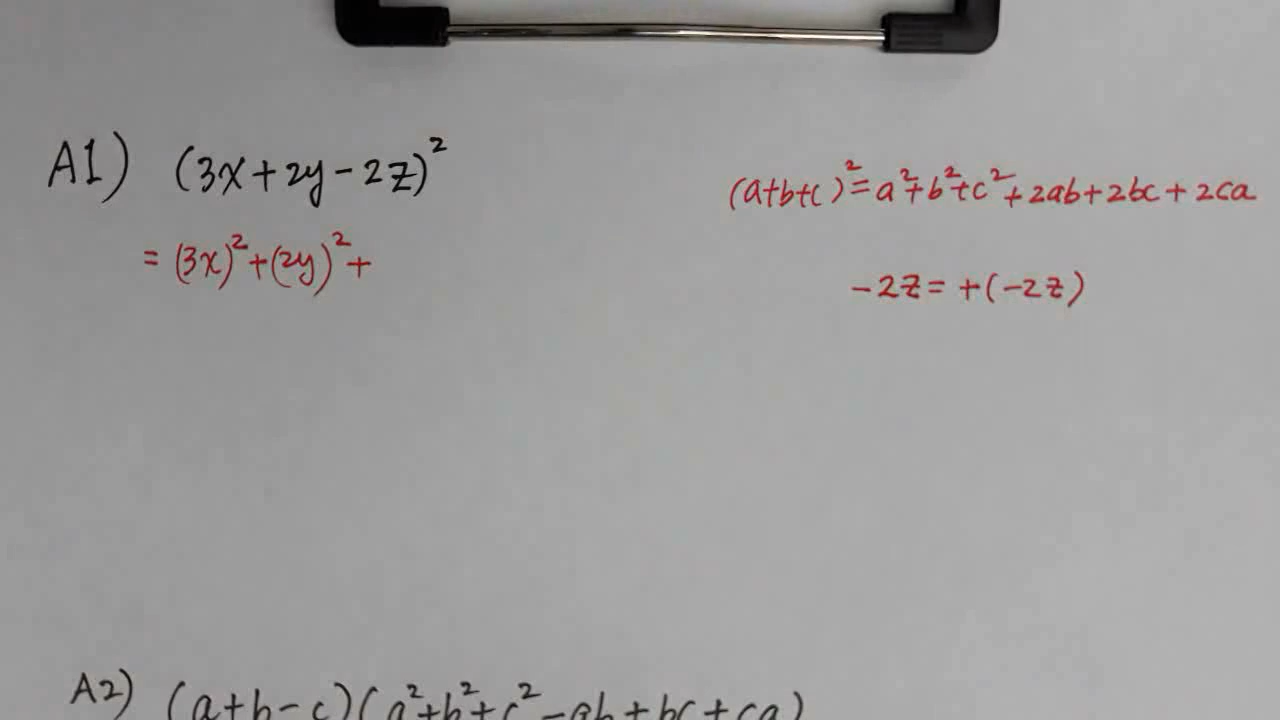 A1) (3x+2y-2z)²
(a+b+c)²=a²+b²+c²+2ab+2bc+2ca
= (3x)²+(2y)²+
-2z=+(-2z)
A2) (a+b-c)(a²+b²+c²-ab+bc+ca)